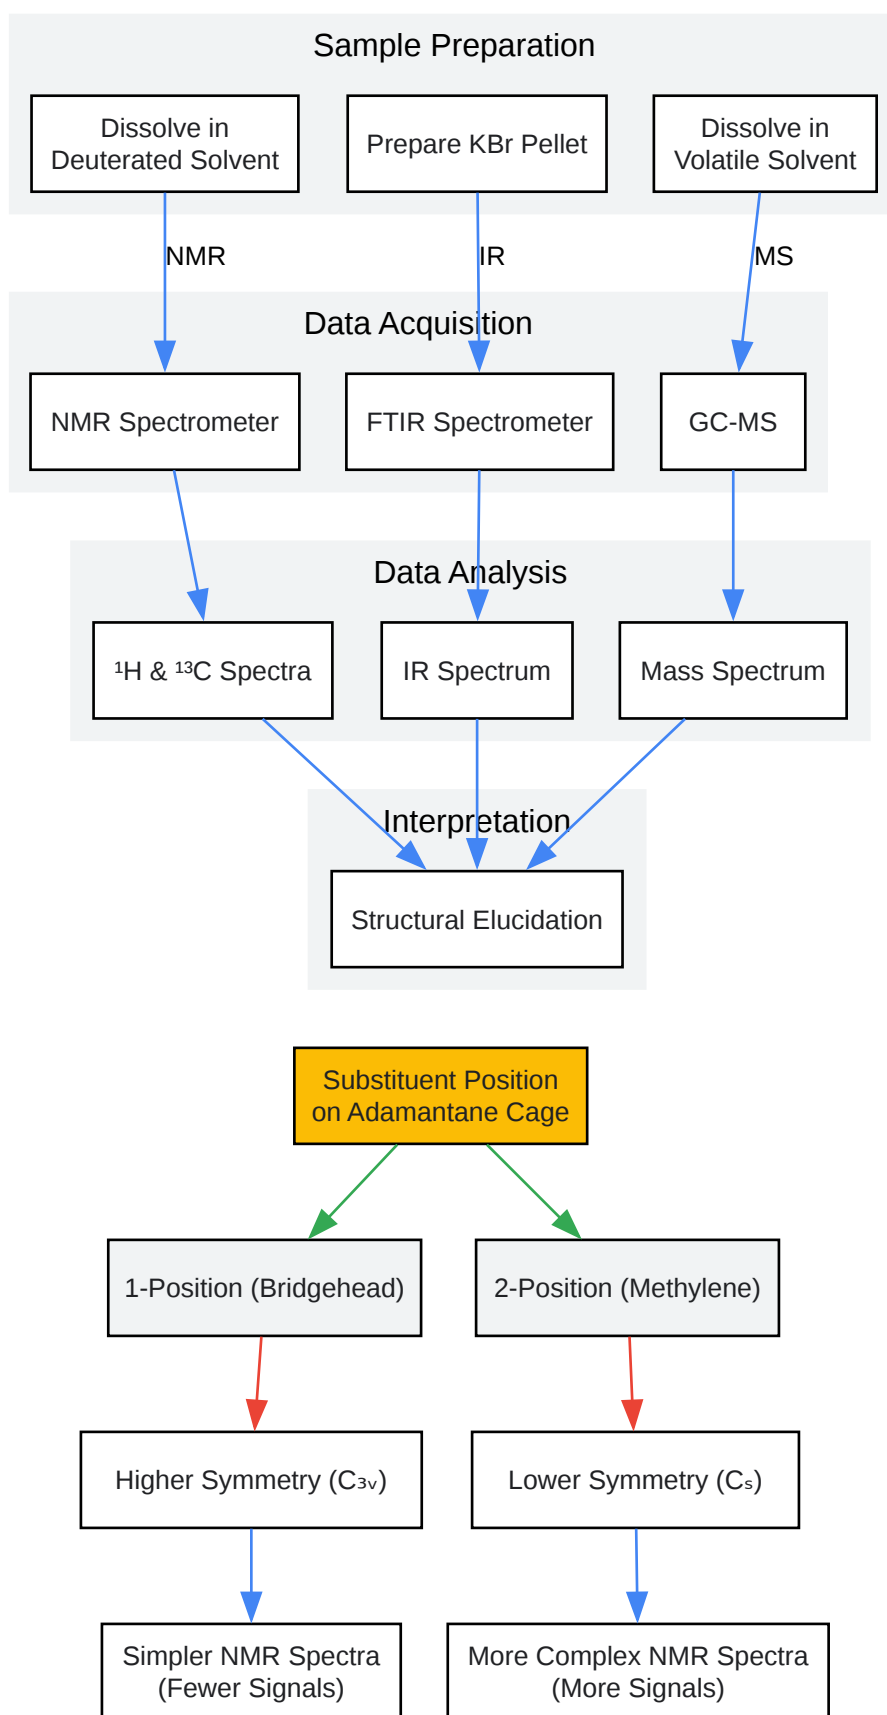 Sample Preparation
Dissolve in
Deuterated Solvent
Prepare KBr Pellet
Dissolve in
Volatile Solvent
NMR
IR
MS
Data Acquisition
NMR Spectrometer
FTIR Spectrometer
GC-MS
Data Analysis
¹H & ¹³C Spectra
IR Spectrum
Mass Spectrum
Interpretation
Structural Elucidation
Substituent Position
on Adamantane Cage
1-Position (Bridgehead)
2-Position (Methylene)
Higher Symmetry (C₃ᵥ)
Lower Symmetry (Cₛ)
Simpler NMR Spectra
(Fewer Signals)
More Complex NMR Spectra
(More Signals)